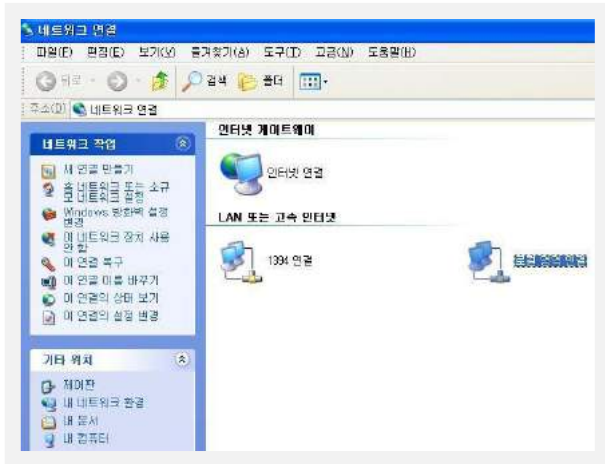 네트워크 연결
파일(E) 편집(E) 보기(V) 즐겨찾기(A) 도구(T) 고급(N) 도움말(H)
뒤로 검색 폴더
주소(D) 네트워크 연결
네트워크 작업
새 연결 만들기
홈 네트워크 또는 소규
모 네트워크 설정
Windows 방화벽 설정
변경
이 네트워크 장치 사용
안 함
이 연결 복구
이 연결 이름 바꾸기
이 연결의 상태 보기
이 연결의 설정 변경
기타 위치
제어판
내 네트워크 환경
내 문서
내 컴퓨터
인터넷 게이트웨이
인터넷 연결
LAN 또는 고속 인터넷
1394 연결
로컬 영역 연결